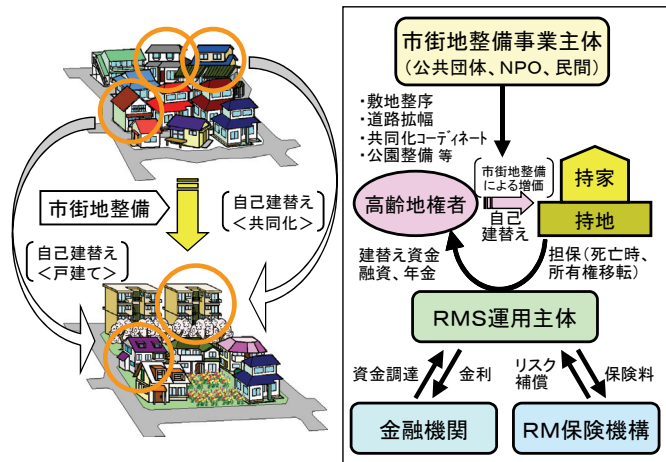 市街地整備
自己建替え
<共同化>
自己建替え
<戸建て>
市街地整備事業主体
(公共団体、NPO、民間)
・敷地整序
・道路拡幅
・共同化コーディネート
・公園整備 等
市街地整備
による増価
高齢地権者
自己
建替え
持家
持地
建替え資金
融資、年金
担保(死亡時、
所有権移転)
RMS運用主体
資金調達
金利
リスク
補償
保険料
金融機関
RM保険機構